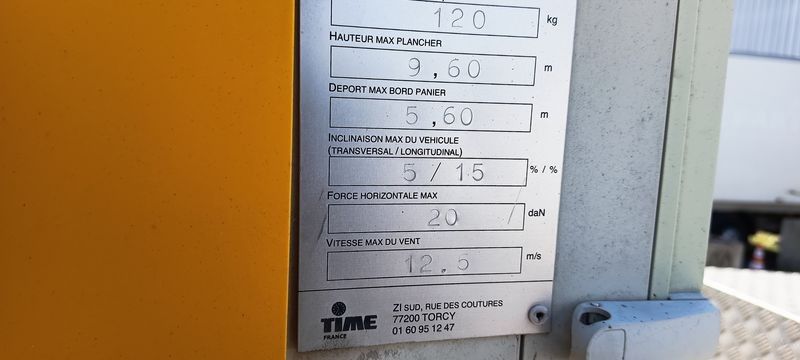 120 kg
HAUTEUR MAX PLANCHER
9,60 m
DEPORT MAX BORD PANIER
5,60 m
INCLINAISON MAX DU VEHICULE
(TRANSVERSAL / LONGITUDINAL)
5 / 15 % / %
FORCE HORIZONTALE MAX
20 daN
VITESSE MAX DU VENT
12.5 m/s
TIME
FRANCE
ZI SUD, RUE DES COUTURES
77200 TORCY
01 60 95 12 47